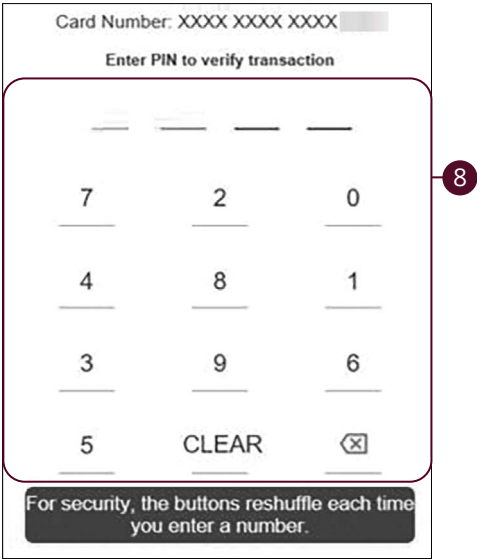 Card Number: XXXX XXXX XXXX
Enter PIN to verify transaction
7 2 0
8
4 8 1
3 9 6
5 CLEAR
For security, the buttons reshuffle each time
you enter a number.